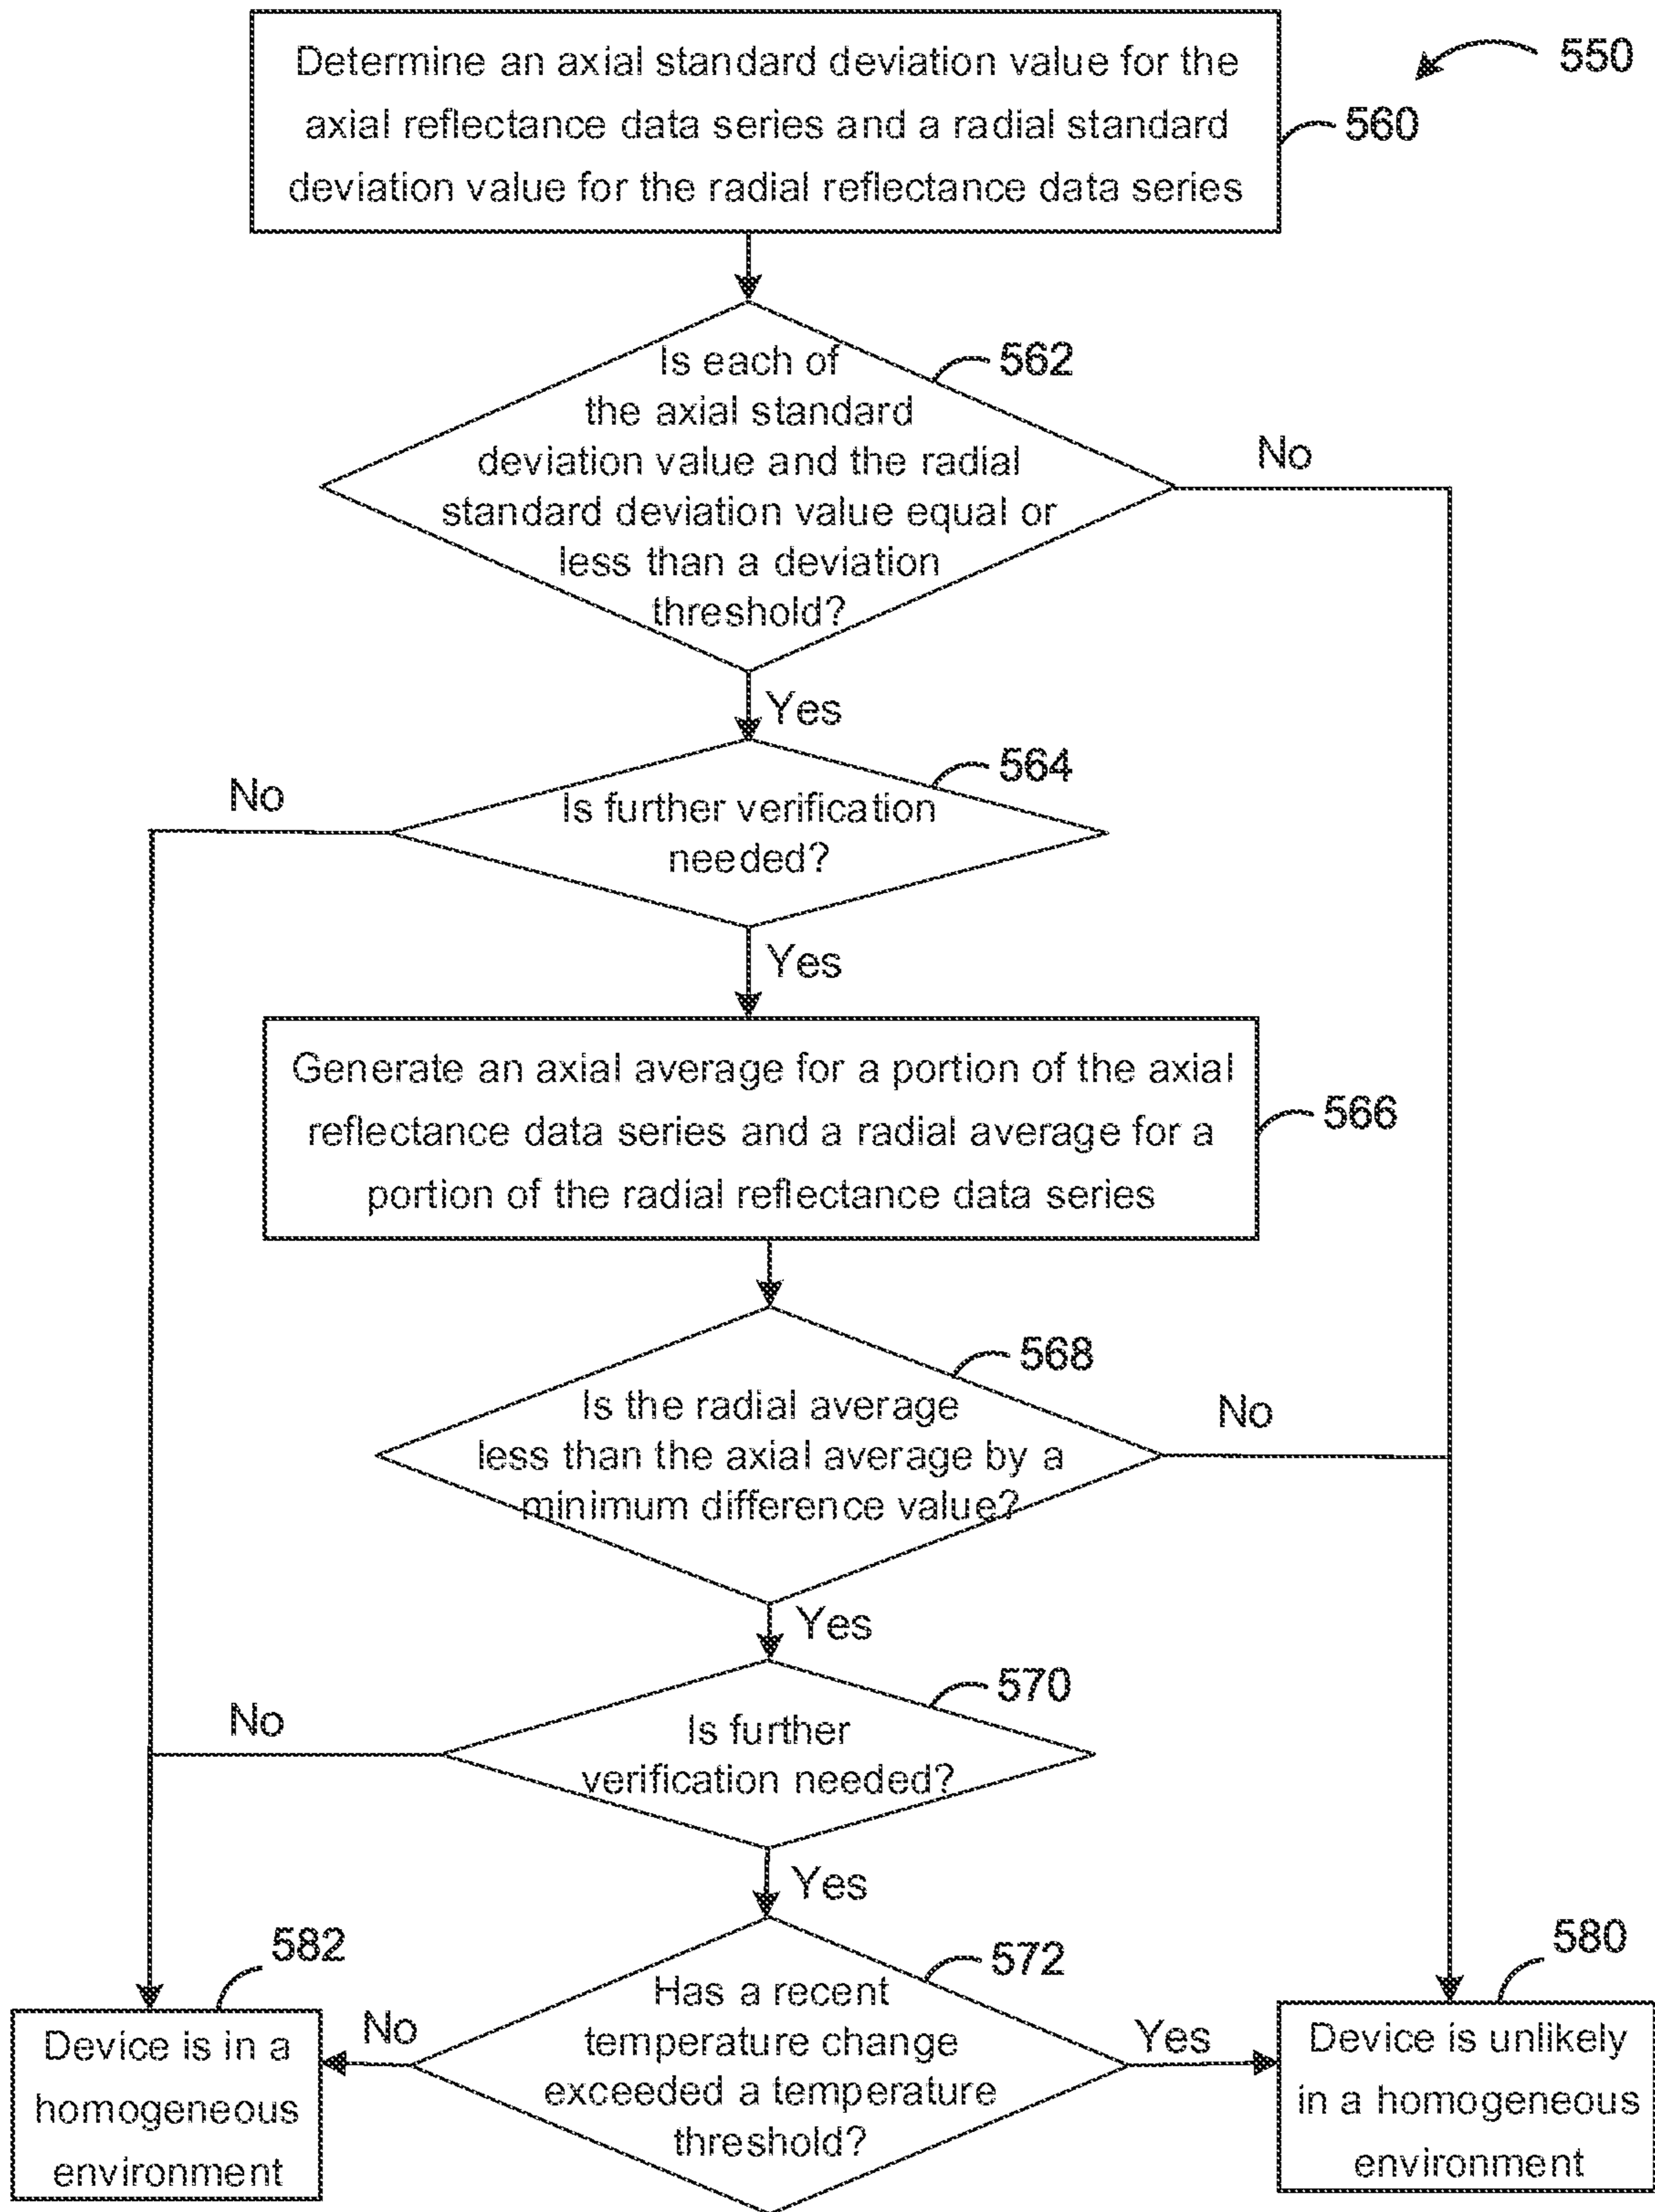 Determine an axial standard deviation value for the
axial reflectance data series and a radial standard
deviation value for the radial reflectance data series
550
560
Is each of
the axial standard
deviation value and the radial
standard deviation value equal or
less than a deviation
threshold?
562
No
Yes
Is further verification
needed?
564
No
Yes
Generate an axial average for a portion of the axial
reflectance data series and a radial average for a
portion of the radial reflectance data series
566
Is the radial average
less than the axial average by a
minimum difference value?
568
No
Yes
Is further
verification needed?
570
No
Yes
Has a recent
temperature change
exceeded a temperature
threshold?
572
No
Yes
582
Device is in a
homogeneous
environment
580
Device is unlikely
in a homogeneous
environment